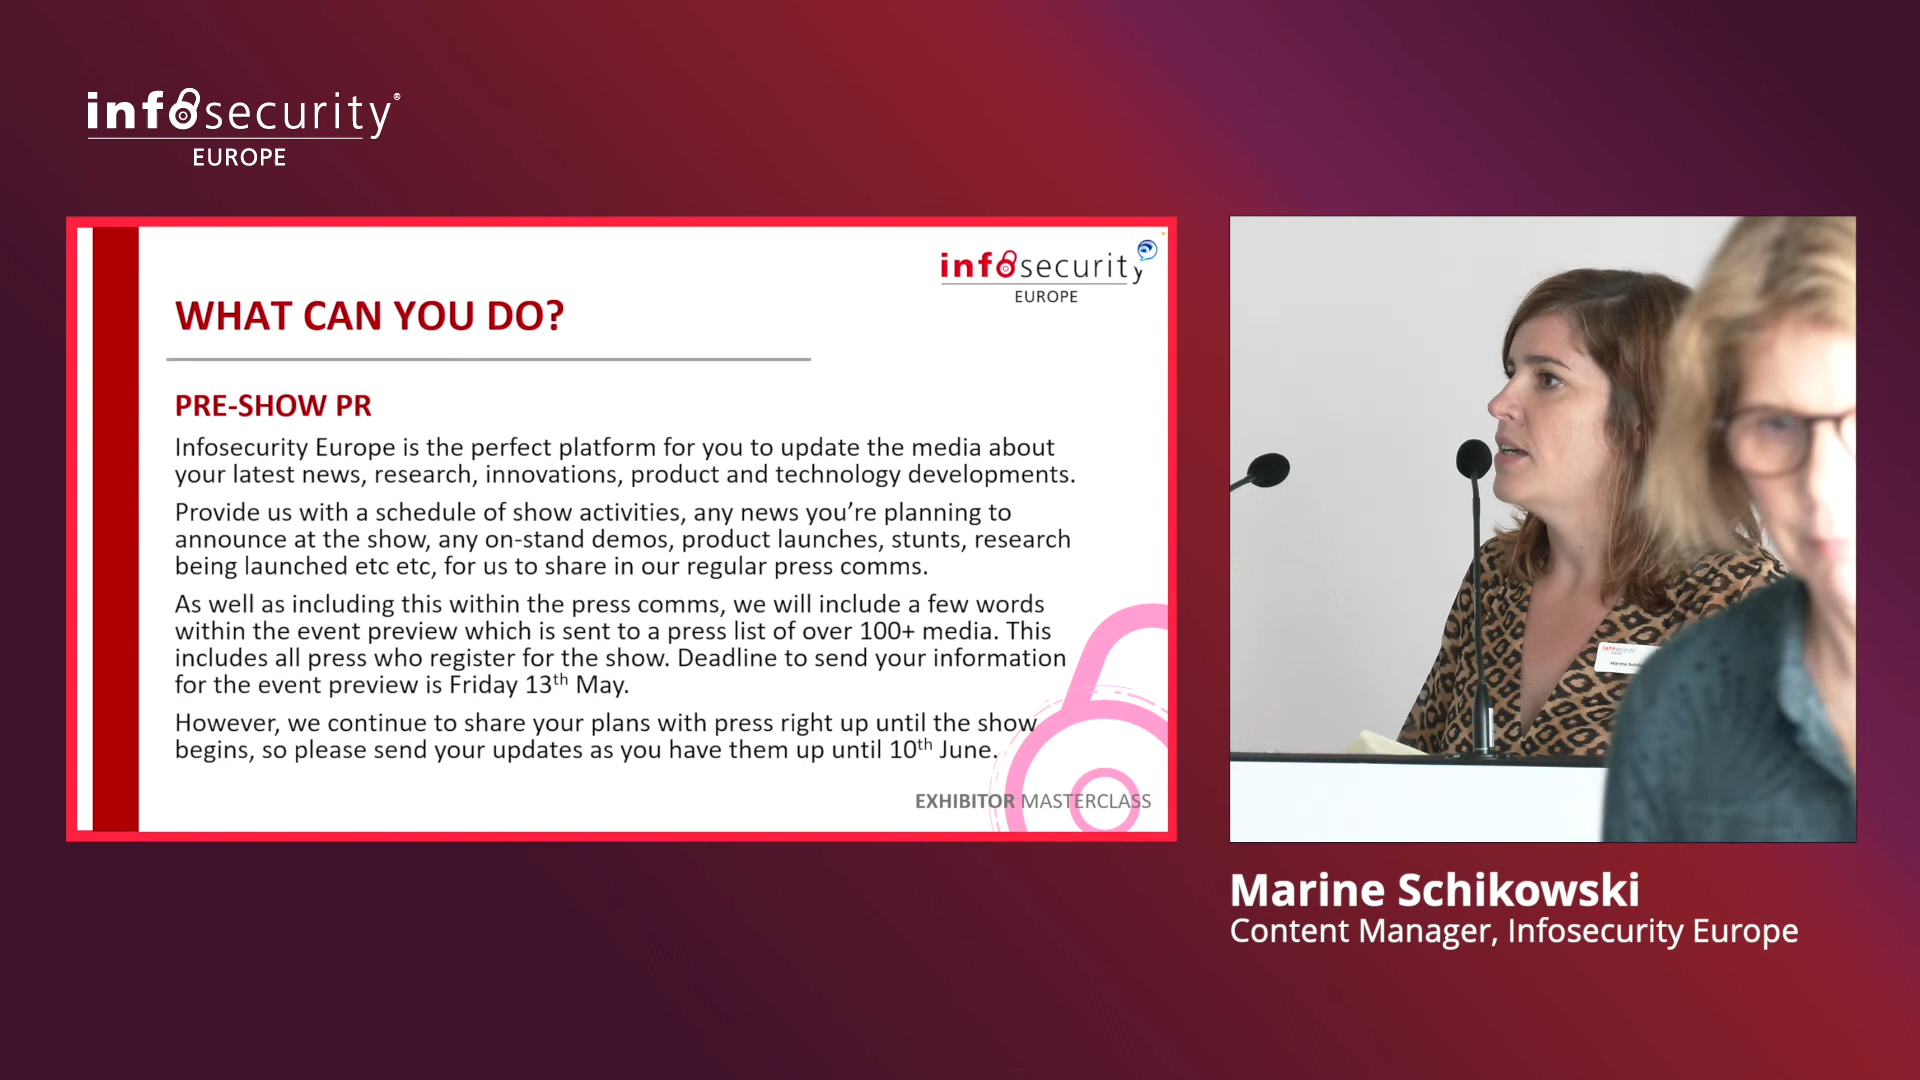 infosecurity®
EUROPE
infosecurity
EUROPE
WHAT CAN YOU DO?
PRE-SHOW PR
Infosecurity Europe is the perfect platform for you to update the media about
your latest news, research, innovations, product and technology developments.
Provide us with a schedule of show activities, any news you’re planning to
announce at the show, any on-stand demos, product launches, stunts, research
being launched etc etc, for us to share in our regular press comms.
As well as including this within the press comms, we will include a few words
within the event preview which is sent to a press list of over 100+ media. This
includes all press who register for the show. Deadline to send your information
for the event preview is Friday 13th May.
However, we continue to share your plans with press right up until the show
begins, so please send your updates as you have them up until 10th June.
EXHIBITOR MASTERCLASS
Marine Schikowski
Content Manager, Infosecurity Europe